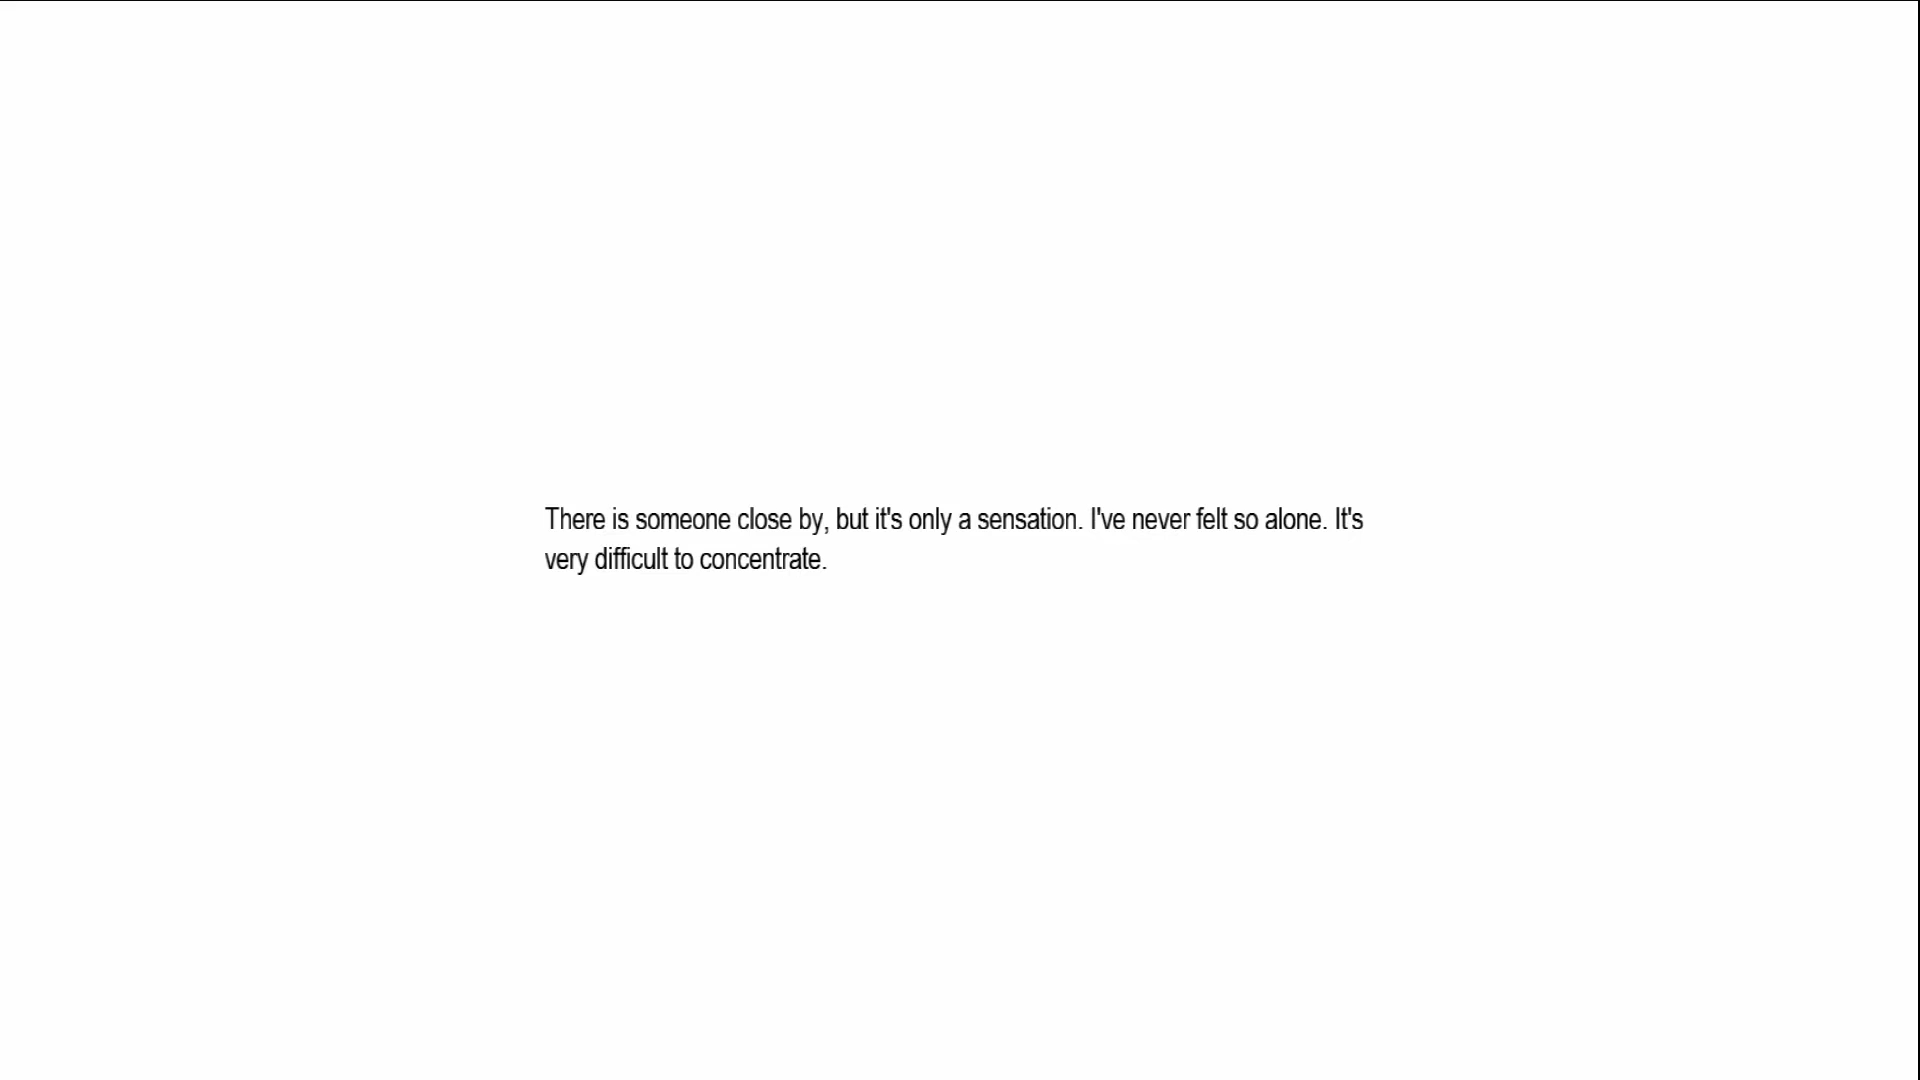 There is someone close by, but it's only a sensation. I've never felt so alone. It's
very difficult to concentrate.